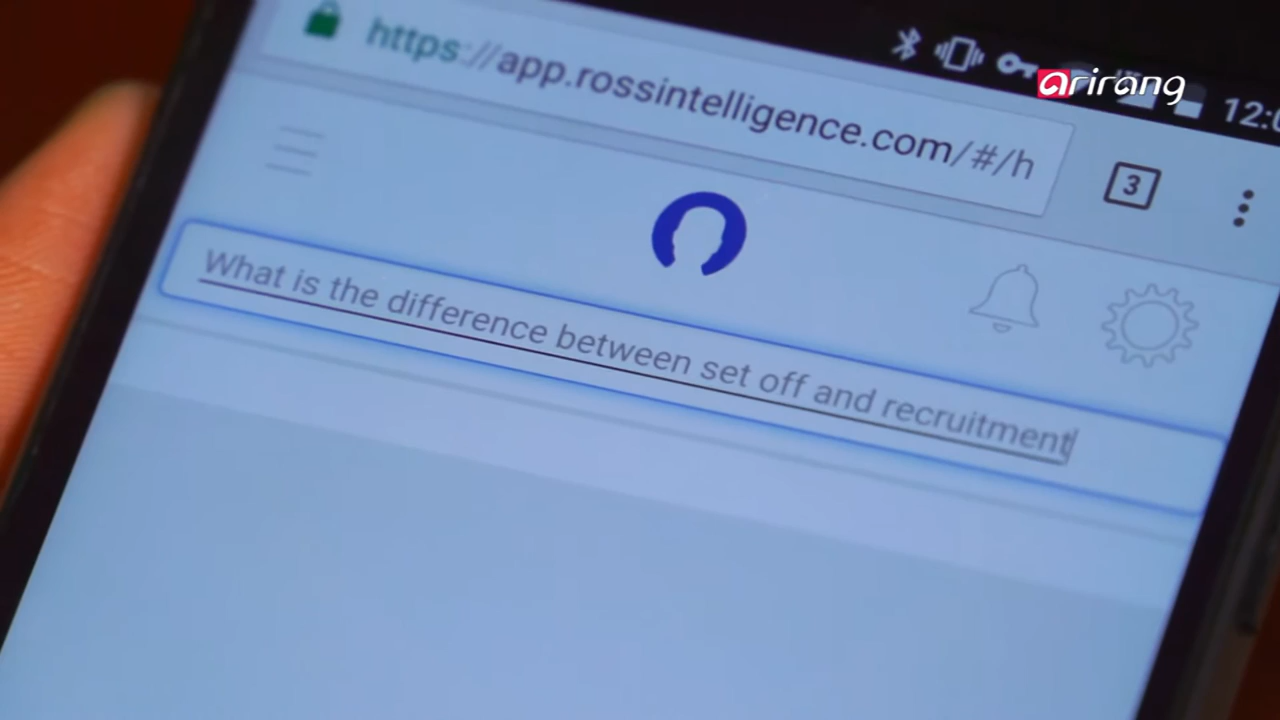 https://app.rossintelligence.com/#/h
arirang
12:0
3
What is the difference between set off and recruitment